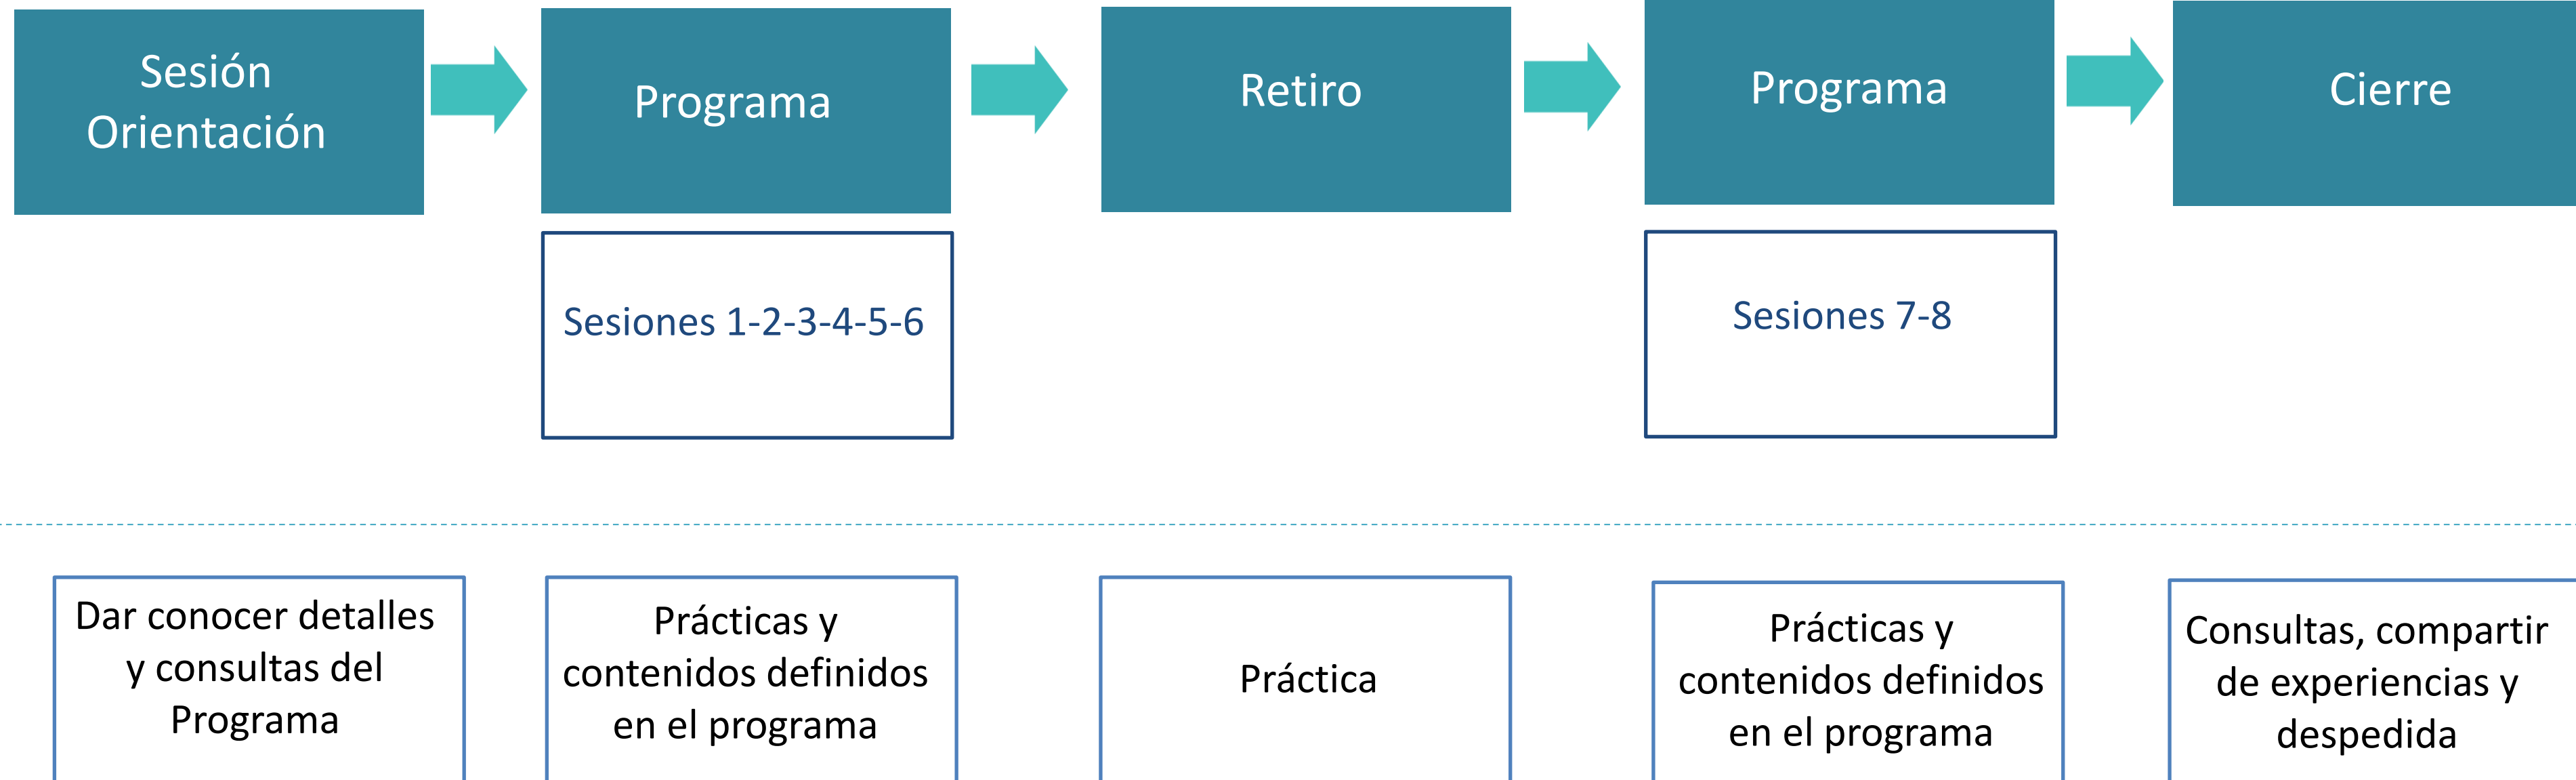 Sesión
Orientación
Programa
Retiro
Programa
Cierre
Sesiones 1-2-3-4-5-6
Sesiones 7-8
Dar conocer detalles
y consultas del
Programa
Prácticas y
contenidos definidos
en el programa
Práctica
Prácticas y
contenidos definidos
en el programa
Consultas, compartir
de experiencias y
despedida